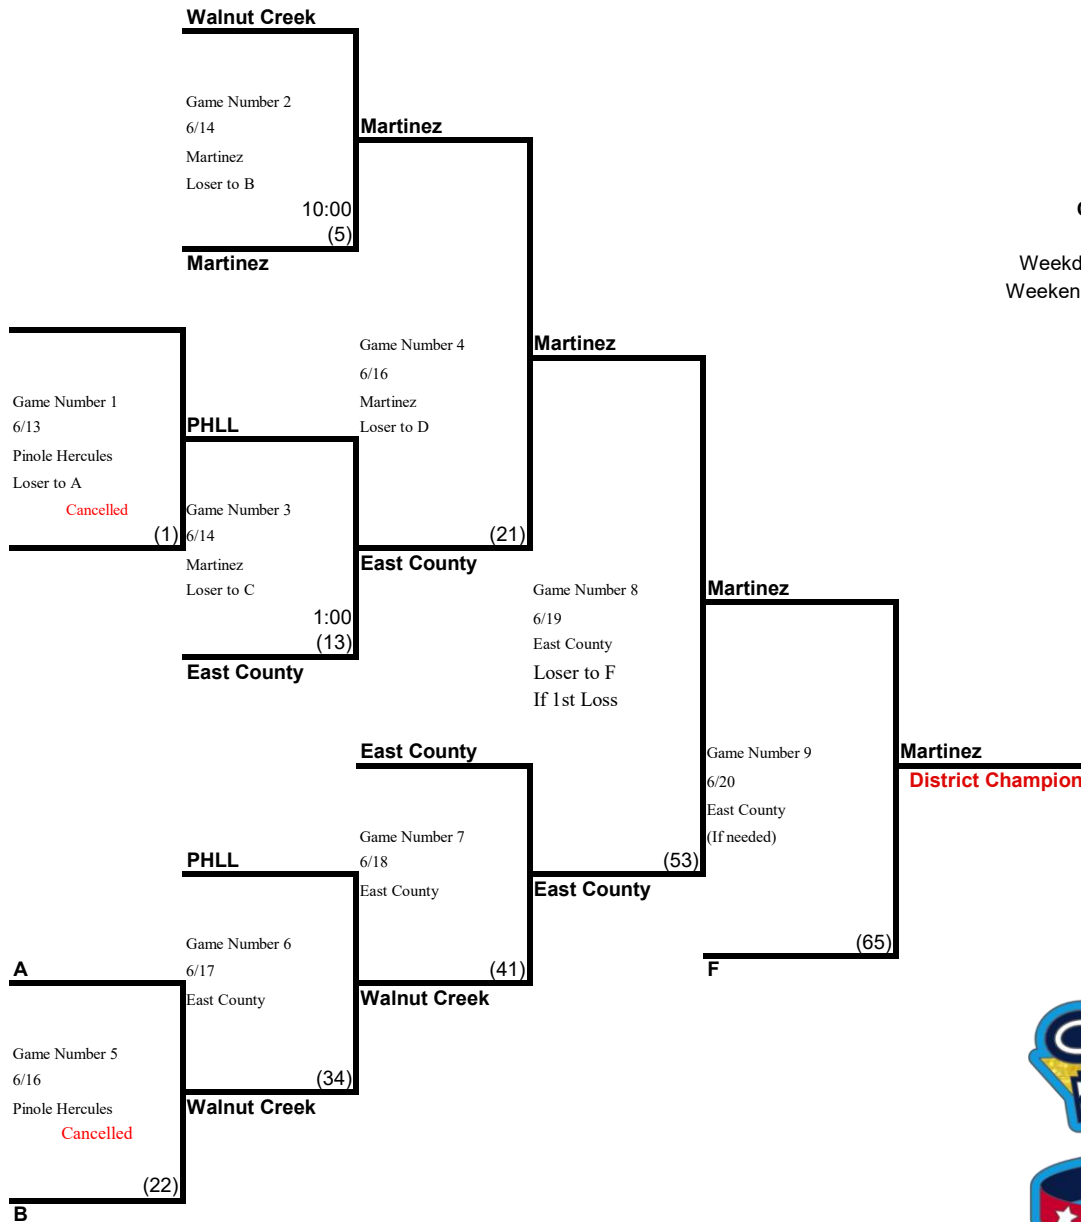 Walnut Creek
Game Number 2
6/14
Martinez
Loser to B
10:00
(5)
Martinez
Martinez
Weekd
Weeken
Game Number 1
6/13
Pinole Hercules
Loser to A
Cancelled
(1)
PHLL
Game Number 3
6/14
Martinez
Loser to C
1:00
(13)
East County
Game Number 4
6/16
Martinez
Loser to D
(21)
East County
Martinez
Game Number 8
6/19
East County
Loser to F
If 1st Loss
(53)
Martinez
East County
Game Number 7
6/18
East County
(41)
East County
Walnut Creek
PHLL
Game Number 6
6/17
East County
(34)
Walnut Creek
A
Game Number 5
6/16
Pinole Hercules
Cancelled
(22)
B
Game Number 9
6/20
East County
(If needed)
(65)
F
Martinez
District Champion